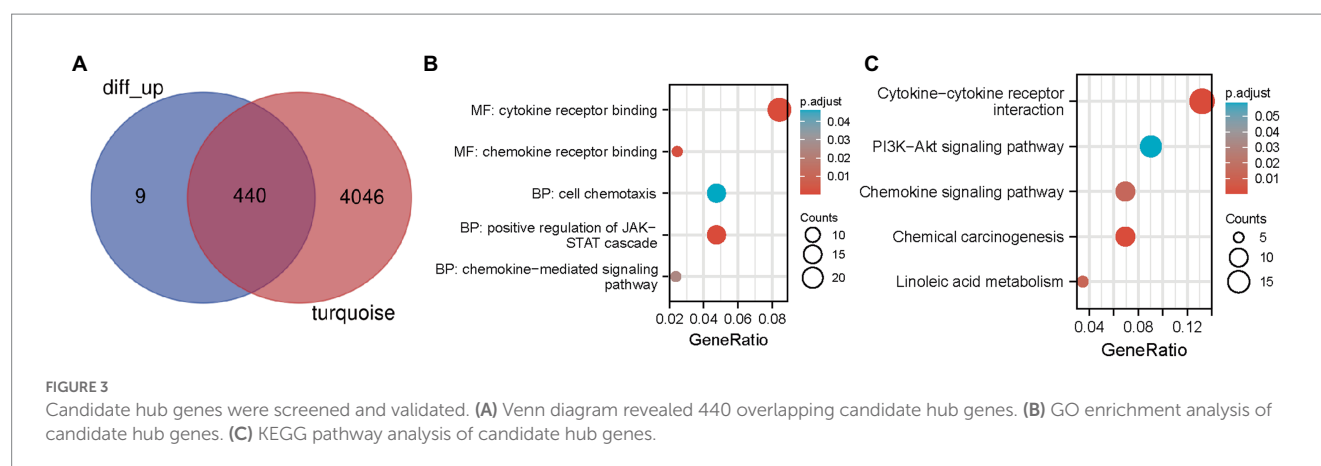 A
diff_up
9
440
4046
turquoise
B
MF: cytokine receptor binding
MF: chemokine receptor binding
BP: cell chemotaxis
BP: positive regulation of JAK−
STAT cascade
BP: chemokine−mediated signaling
pathway
0.02 0.04 0.06 0.08
GeneRatio
p.adjust
0.04
0.03
0.02
0.01
Counts
10
15
20
C
Cytokine−cytokine receptor
interaction
PI3K−Akt signaling pathway
Chemokine signaling pathway
Chemical carcinogenesis
Linoleic acid metabolism
0.04 0.08 0.12
GeneRatio
p.adjust
0.05
0.04
0.03
0.02
0.01
Counts
5
10
15
FIGURE 3
Candidate hub genes were screened and validated. (A) Venn diagram revealed 440 overlapping candidate hub genes. (B) GO enrichment analysis of
candidate hub genes. (C) KEGG pathway analysis of candidate hub genes.